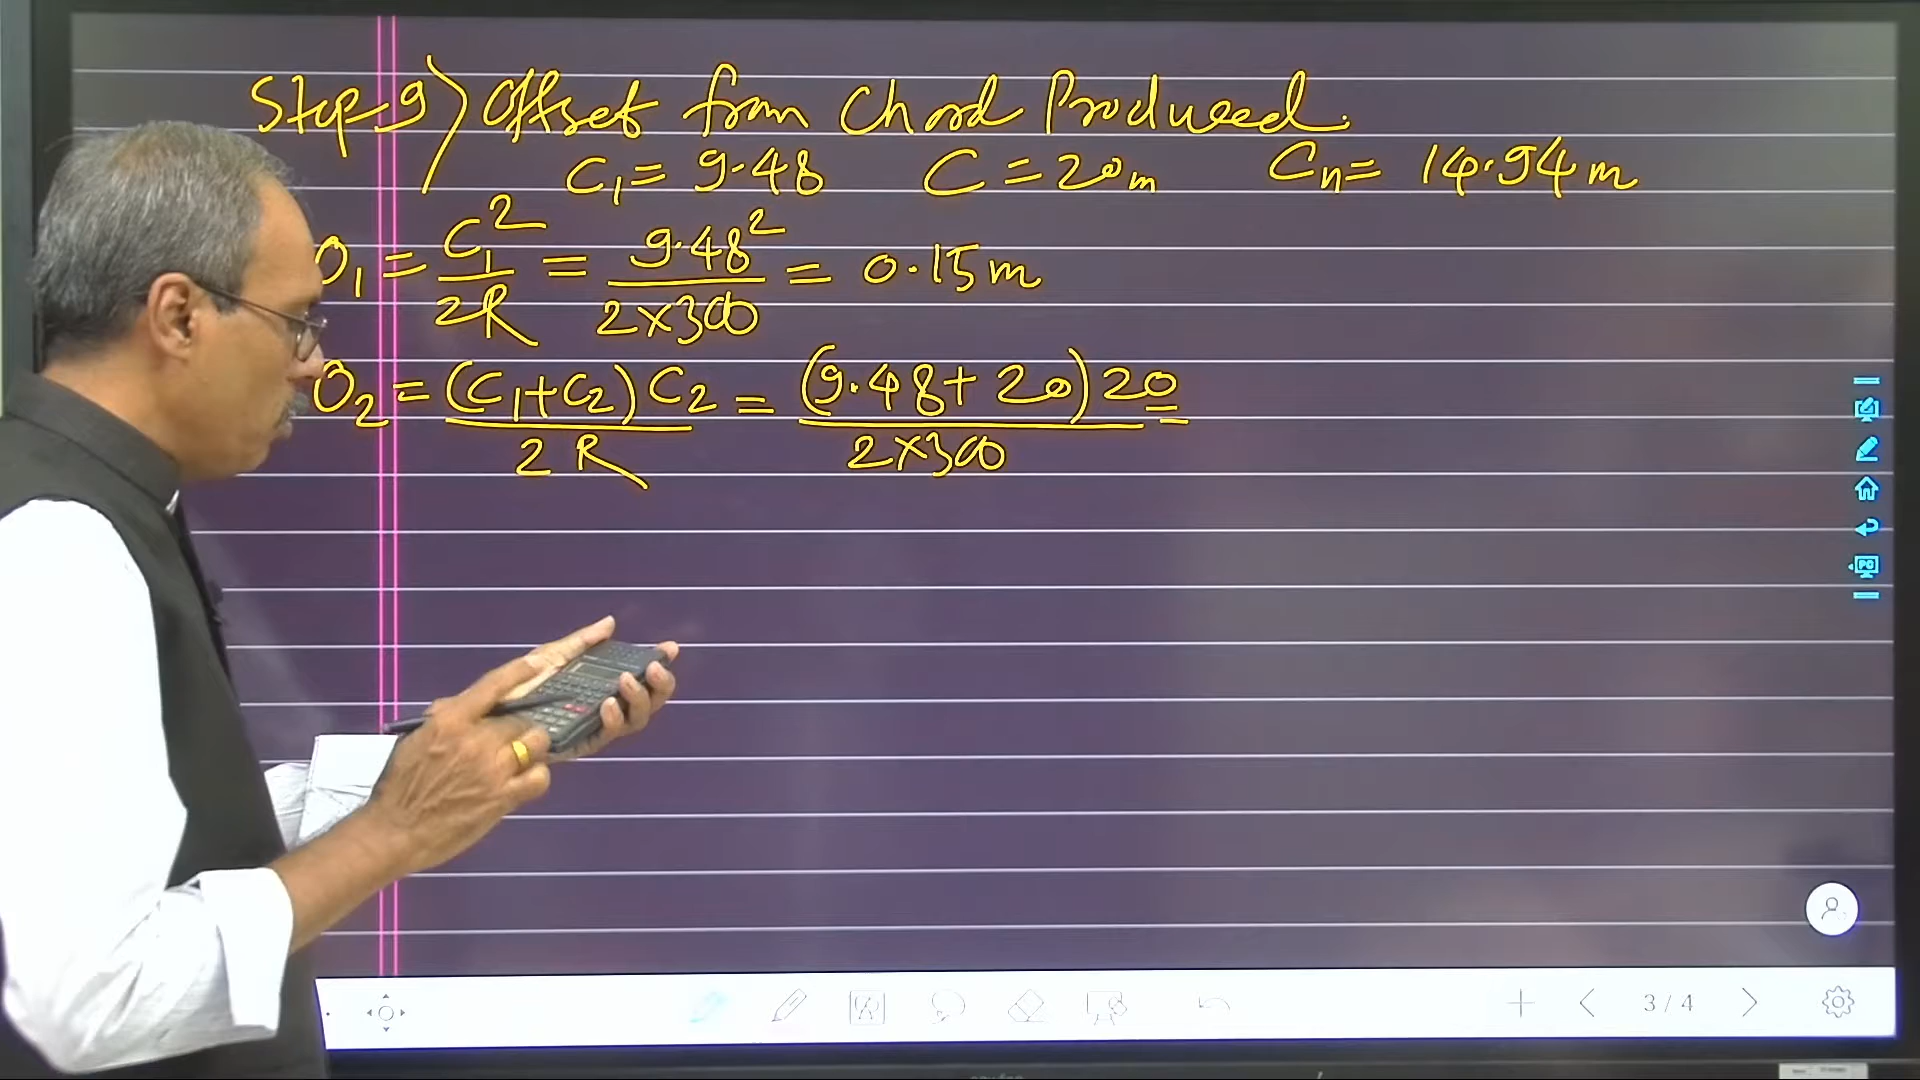 Step-9) Offset from Chord Produced.
C₁ = 9.48 C = 20m Cn = 14.94m
O₁ = C₁²/2R = 9.48²/2×300 = 0.15m
O₂ = (C₁+C₂)C₂/2R = (9.48+20)20/2×300
PC
3/4